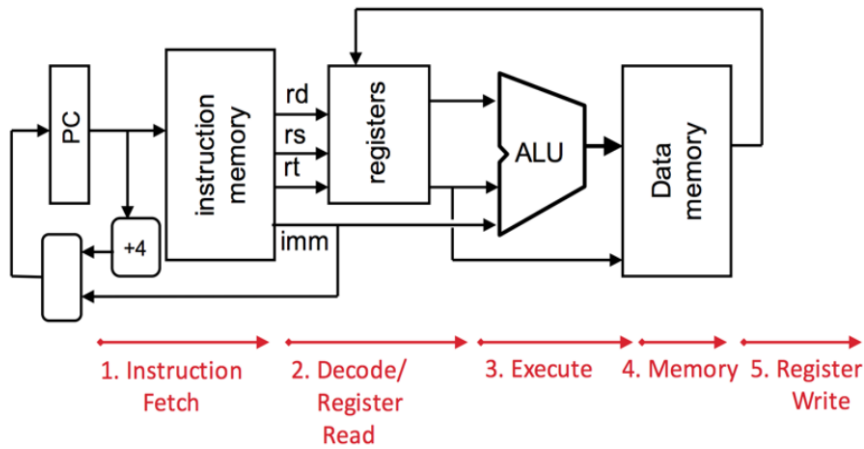 PC
+4
instruction
memory
rd
rs
rt
imm
registers
ALU
Data
memory
1. Instruction
Fetch
2. Decode/
Register
Read
3. Execute
4. Memory
5. Register
Write